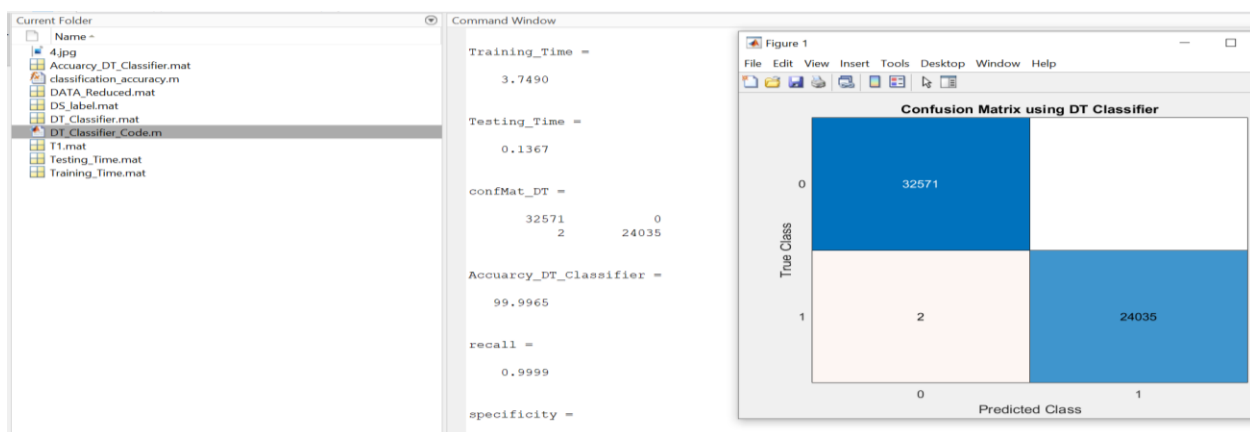 Current Folder
Name
4.jpg
Accuarcy_DT_Classifier.mat
classification_accuracy.m
DATA_Reduced.mat
DS_label.mat
DT_Classifier.mat
DT_Classifier_Code.m
T1.mat
Testing_Time.mat
Training_Time.mat
Command Window
Training_Time =
3.7490
Testing_Time =
0.1367
confMat_DT =
32571 0
2 24035
Accuarcy_DT_Classifier =
99.9965
recall =
0.9999
specificity =
Figure 1
File Edit View Insert Tools Desktop Window Help
Confusion Matrix using DT Classifier
True Class
0
32571
1
2 24035
0 1
Predicted Class